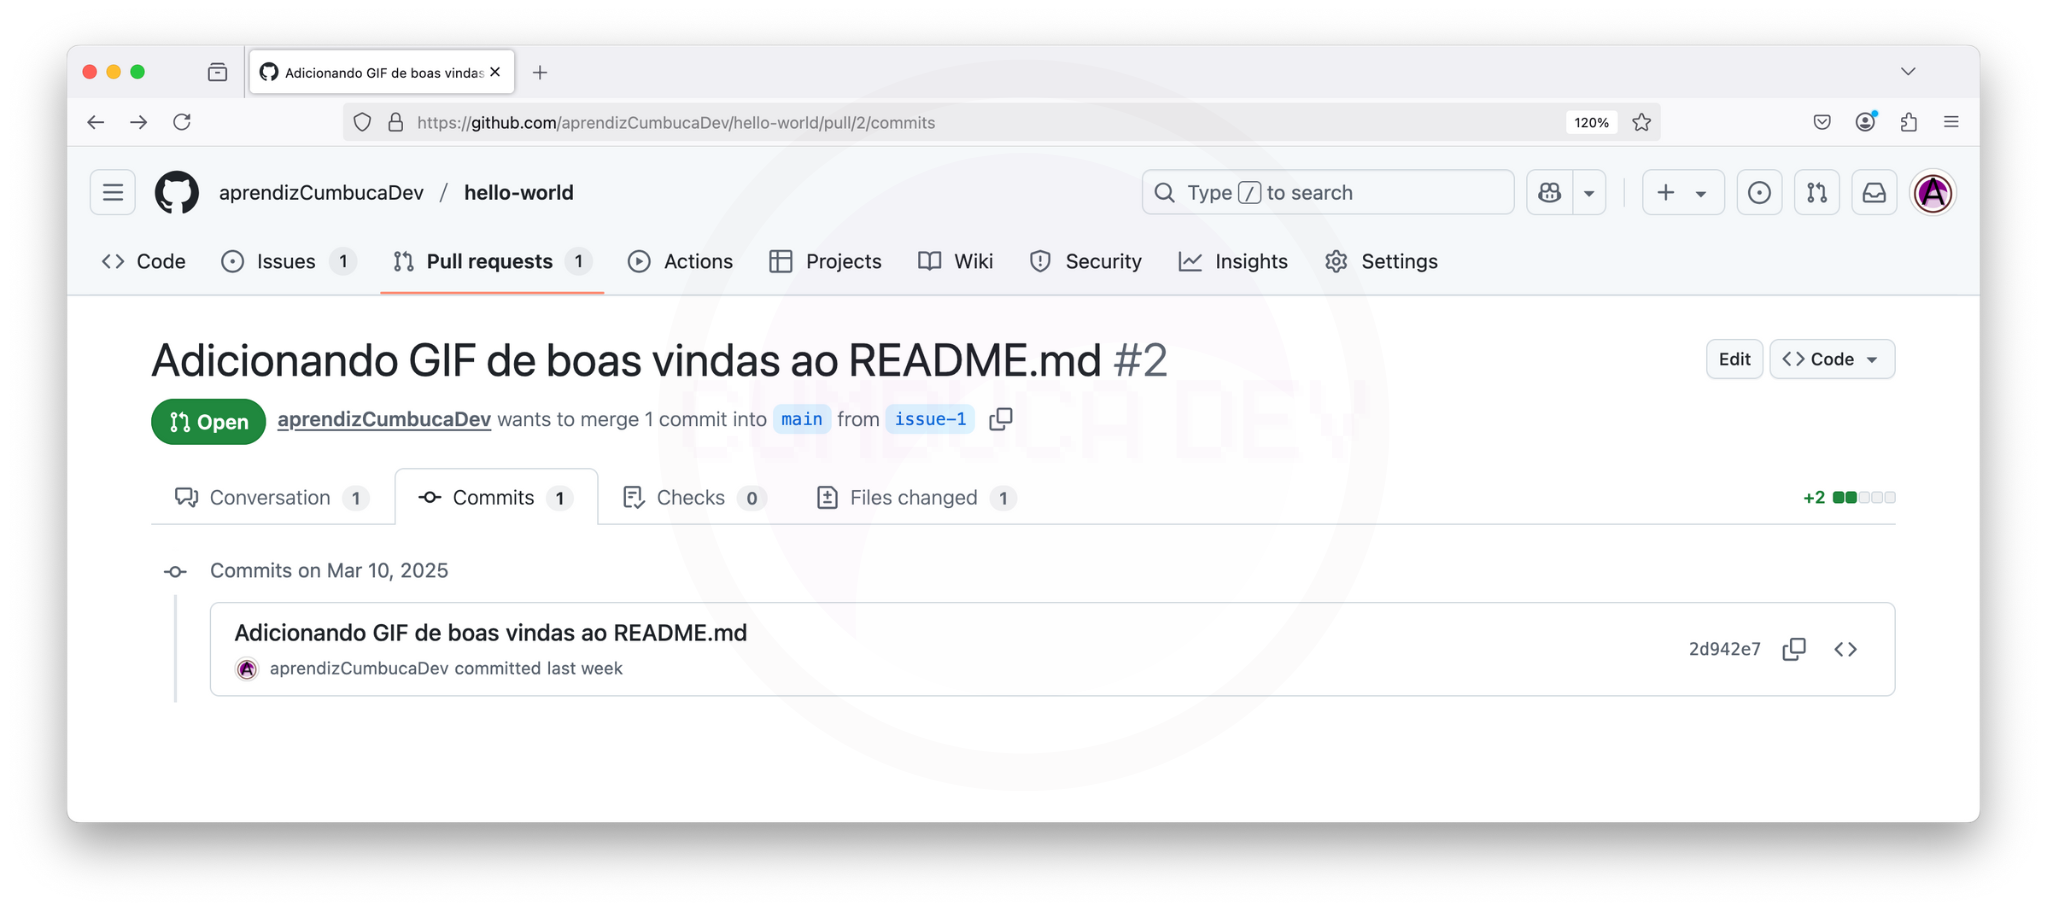 Adicionando GIF de boas vindas
https://github.com/aprendizCumbucaDev/hello-world/pull/2/commits 120%
aprendizCumbucaDev / hello-world Type / to search
Code Issues 1 Pull requests 1 Actions Projects Wiki Security Insights Settings
Adicionando GIF de boas vindas ao README.md #2 Edit Code
Open aprendizCumbucaDev wants to merge 1 commit into main from issue-1
CUMBUCA DEV
Conversation 1 Commits 1 Checks 0 Files changed 1 +2
Commits on Mar 10, 2025
Adicionando GIF de boas vindas ao README.md
aprendizCumbucaDev committed last week 2d942e7